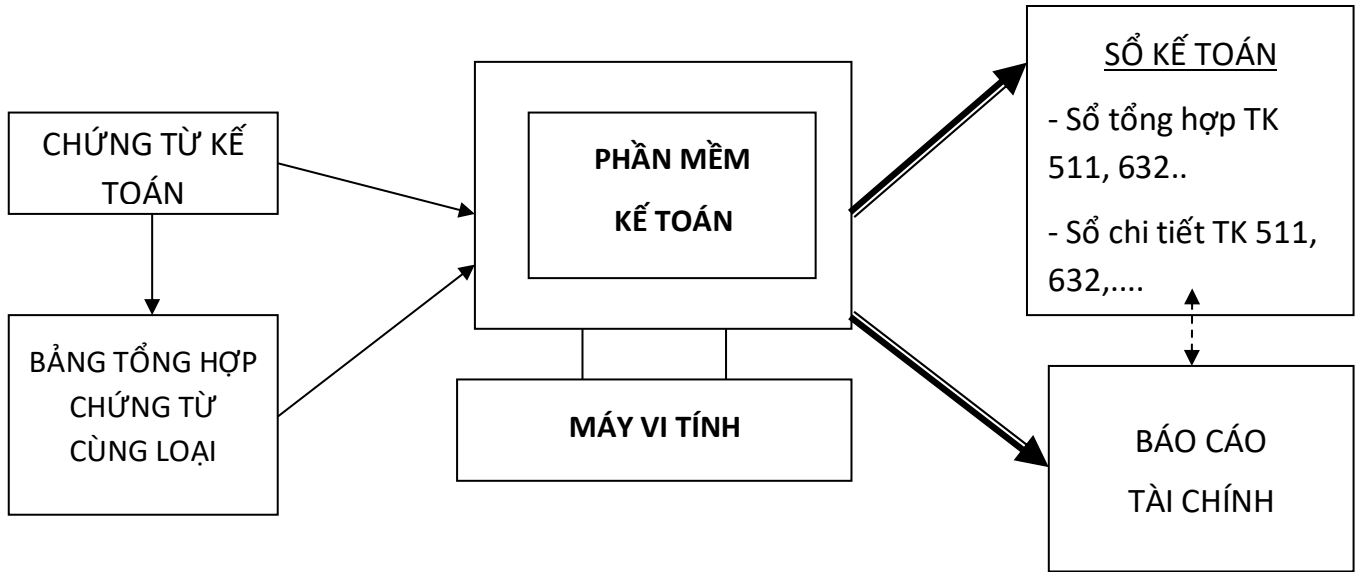 CHỨNG TỪ KẾ
TOÁN
BẢNG TỔNG HỢP
CHỨNG TỪ
CÙNG LOẠI
PHẦN MỀM
KẾ TOÁN
MÁY VI TÍNH
SỔ KẾ TOÁN
- Sổ tổng hợp TK
511, 632..
- Sổ chi tiết TK 511,
632,....
BÁO CÁO
TÀI CHÍNH